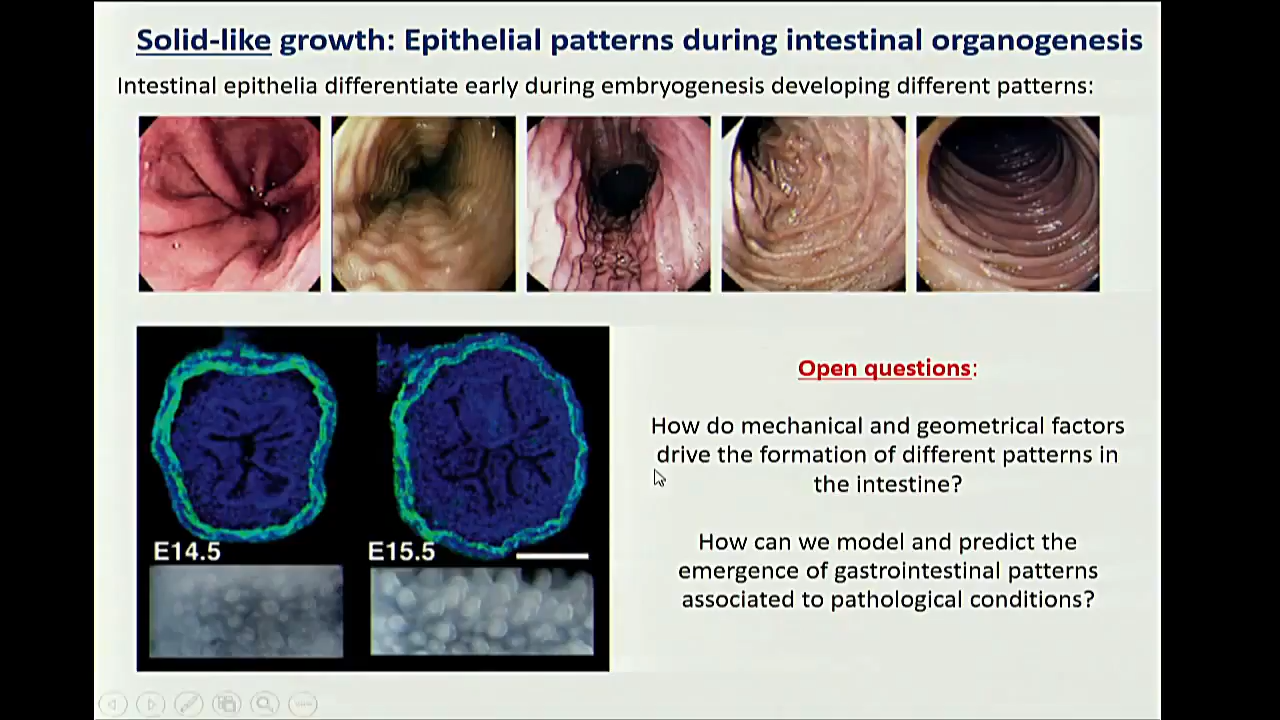 Solid-like growth: Epithelial patterns during intestinal organogenesis
Intestinal epithelia differentiate early during embryogenesis developing different patterns:
E14.5
E15.5
Open questions:
How do mechanical and geometrical factors
drive the formation of different patterns in
the intestine?
How can we model and predict the
emergence of gastrointestinal patterns
associated to pathological conditions?